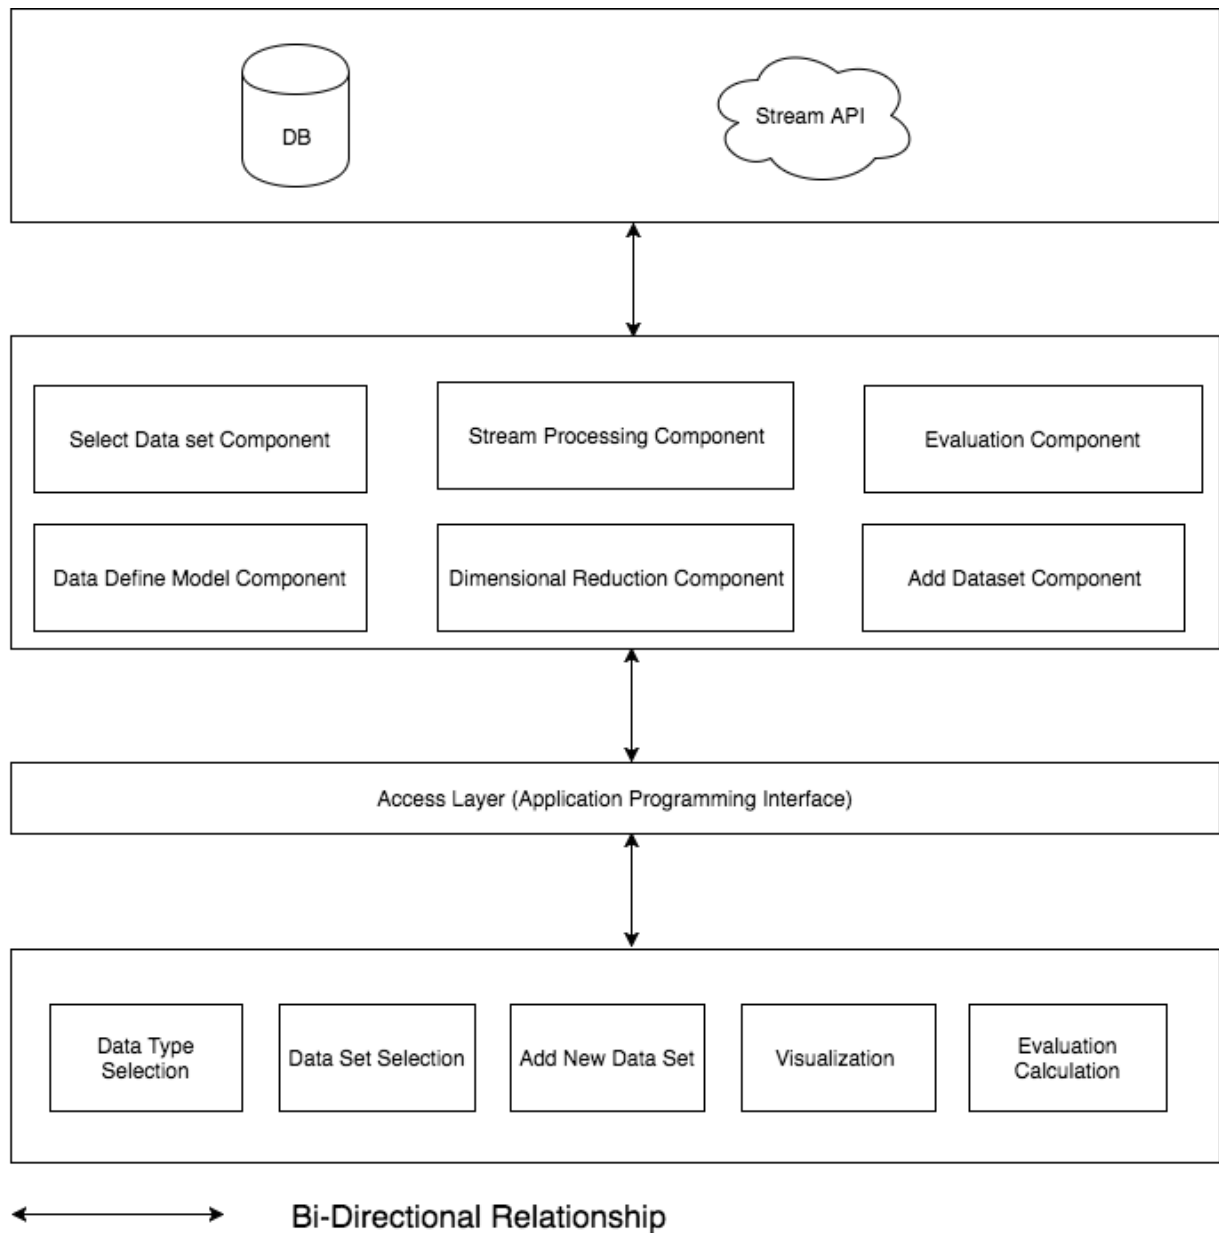 DB
Stream API
Select Data set Component
Stream Processing Component
Evaluation Component
Data Define Model Component
Dimensional Reduction Component
Add Dataset Component
Access Layer (Application Programming Interface)
Data Type
Selection
Data Set Selection
Add New Data Set
Visualization
Evaluation
Calculation
Bi-Directional Relationship